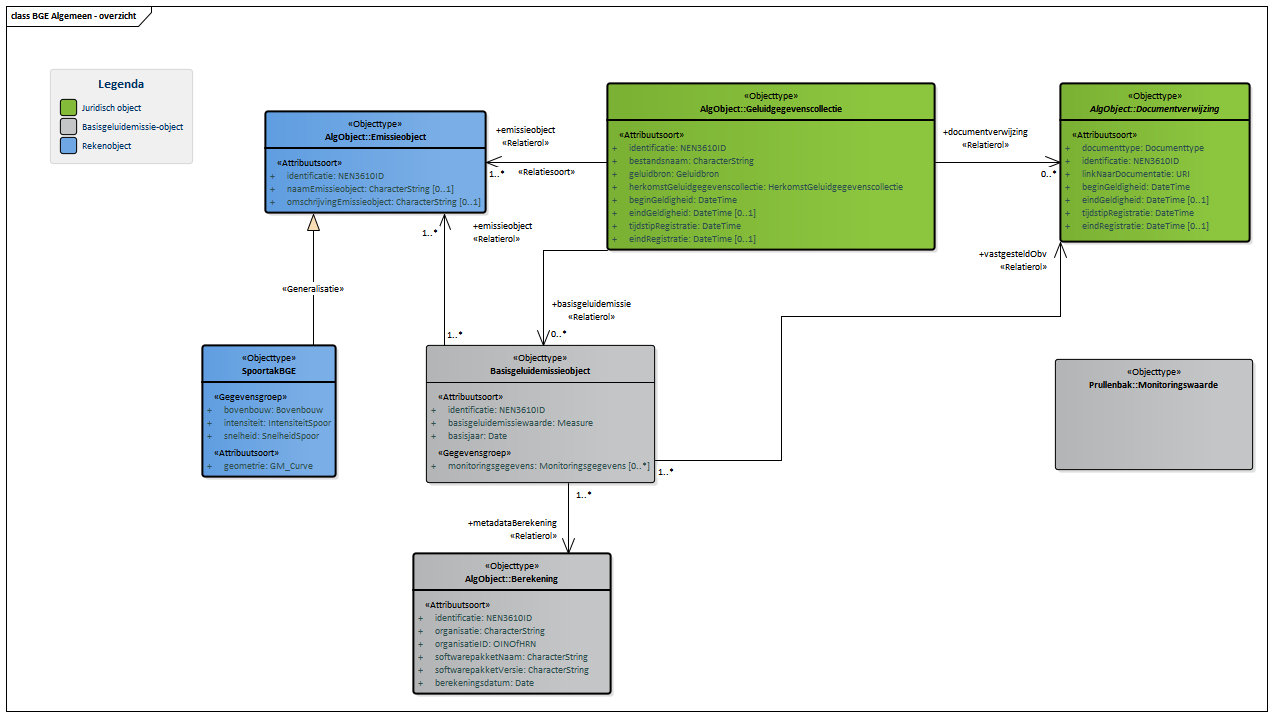 class BGE Algemeen - overzicht
Legenda
Juridisch object
Basisgeluidemissie-object
Rekenobject
«Objecttype»
AlgObject::Emissieobject
«Attribuutsoort»
+ identificatie: NEN3610ID
+ naamEmissieobject: CharacterString [0..1]
+ omschrijvingEmissieobject: CharacterString [0..1]
+emissieobject
«Relatierol»
1..*
«Relatiesoort»
«Objecttype»
AlgObject::Geluidgegevenscollectie
«Attribuutsoort»
+ identificatie: NEN3610ID
+ bestandsnaam: CharacterString
+ geluidbron: Geluidbron
+ herkomstGeluidgegevenscollectie: HerkomstGeluidgegevenscollectie
+ beginGeldigheid: DateTime
+ eindGeldigheid: DateTime [0..1]
+ tijdstipRegistratie: DateTime
+ eindRegistratie: DateTime [0..1]
+documentverwijzing
«Relatierol»
0..*
«Objecttype»
AlgObject::Documentverwijzing
«Attribuutsoort»
+ documenttype: Documenttype
+ identificatie: NEN3610ID
+ linkNaarDocumentatie: URI
+ beginGeldigheid: DateTime
+ eindGeldigheid: DateTime [0..1]
+ tijdstipRegistratie: DateTime
+ eindRegistratie: DateTime [0..1]
1..*
+emissieobject
«Relatierol»
+vastgesteldObv
«Relatierol»
«Generalisatie»
+basisgeluidemissie
«Relatierol»
1..*
0..*
«Objecttype»
SpoortakBGE
«Gegevensgroep»
+ bovenbouw: Bovenbouw
+ intensiteit: IntensiteitSpoor
+ snelheid: SnelheidSpoor
«Attribuutsoort»
+ geometrie: GM_Curve
«Objecttype»
Basisgeluidemissieobject
«Attribuutsoort»
+ identificatie: NEN3610ID
+ basisgeluidemissiewaarde: Measure
+ basisjaar: Date
«Gegevensgroep»
+ monitoringsgegevens: Monitoringsgegevens [0..*]
1..*
«Objecttype»
Prullenbak::Monitoringswaarde
1..*
+metadataBerekening
«Relatierol»
«Objecttype»
AlgObject::Berekening
«Attribuutsoort»
+ identificatie: NEN3610ID
+ organisatie: CharacterString
+ organisatieID: OINOfHRN
+ softwarepakketNaam: CharacterString
+ softwarepakketVersie: CharacterString
+ berekeningsdatum: Date